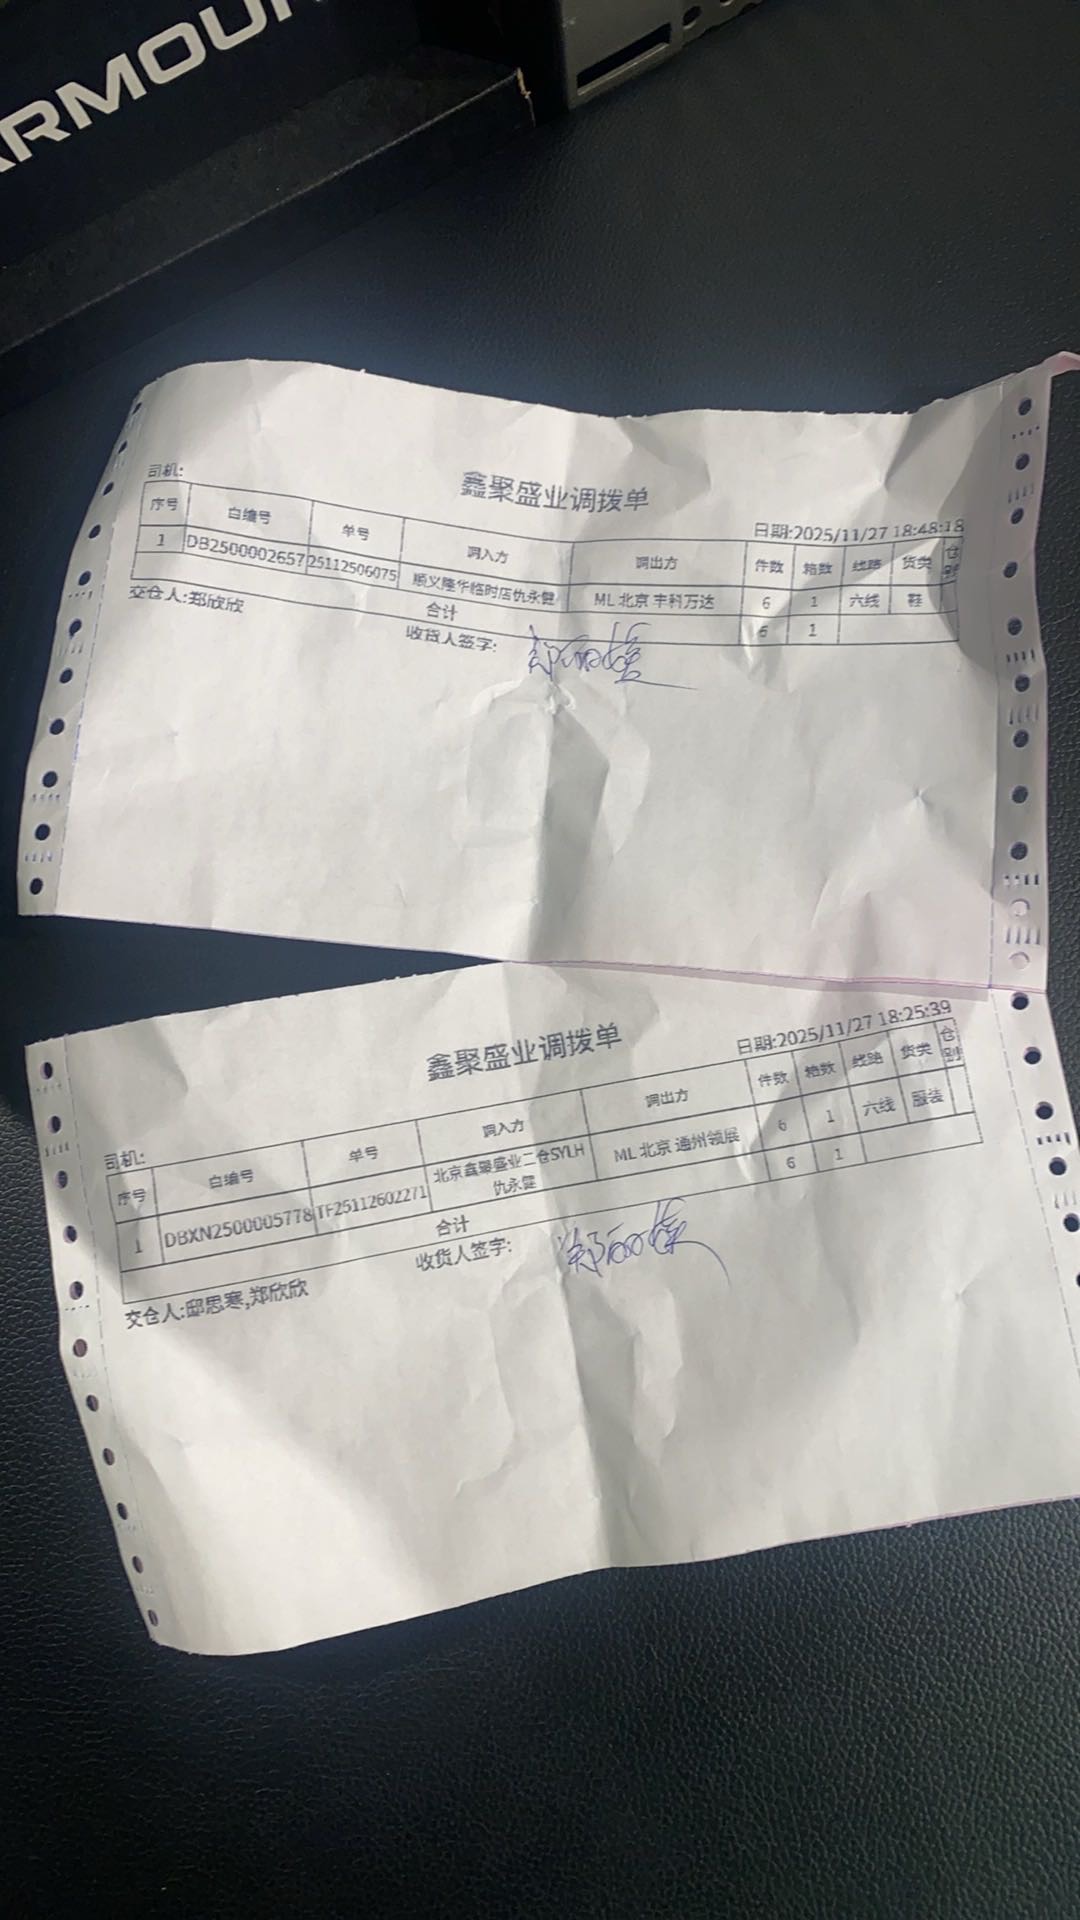 ARMOUR
鑫聚盛业调拨单
司机:
日期:2025/11/27 18:48:18
序号 白编号 单号 调入方 调出方 件数 箱数 线路 货类 仓别
1 DB2500002657 25112506075 顺义隆华临时店仇永健 ML 北京 丰科万达 6 1 六线 鞋
合计 6 1
交仓人:郑欣欣
收货人签字:
鑫聚盛业调拨单
日期:2025/11/27 18:25:39
司机:
序号 白编号 单号 调入方 调出方 件数 箱数 线路 货类 仓别
1 DBXN2500005778 TF25112602271 北京鑫聚盛业二仓SYLH仇永健 ML 北京 通州领展 6 1 六线 服装
合计 6 1
交仓人:邸思寒,郑欣欣
收货人签字: